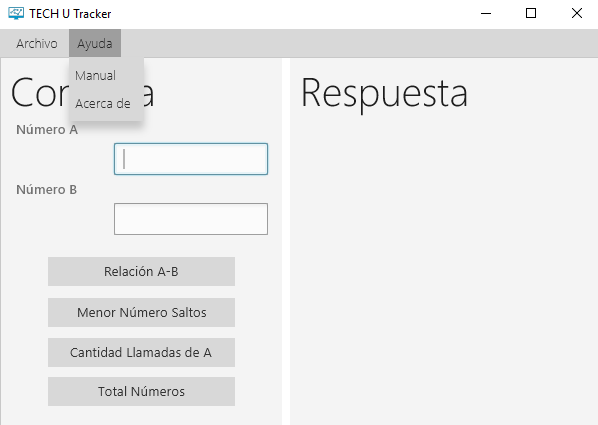 TECH U Tracker
Archivo Ayuda
Manual
Acerca de
Respuesta
Número A
Número B
Relación A-B
Menor Número Saltos
Cantidad Llamadas de A
Total Números